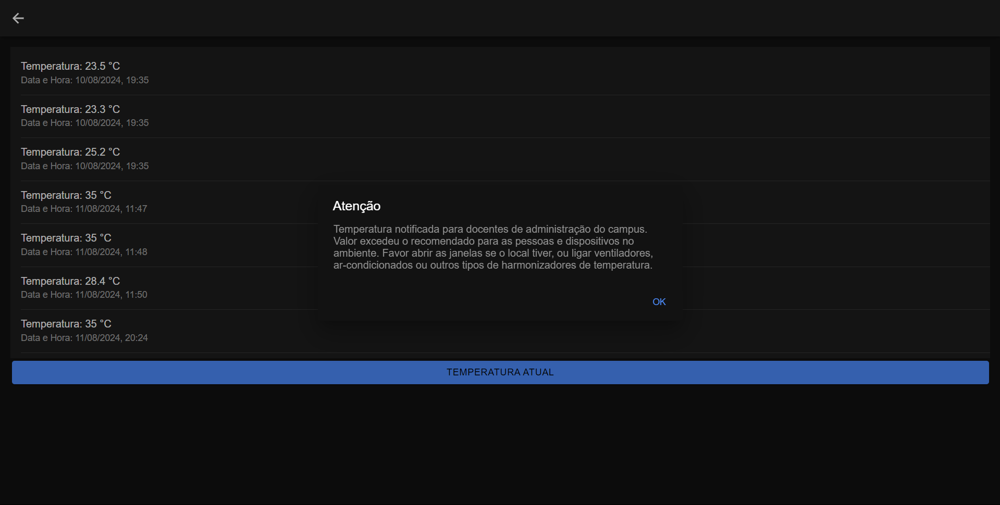 Temperatura: 23.5 °C
Data e Hora: 10/08/2024, 19:35
Temperatura: 23.3 °C
Data e Hora: 10/08/2024, 19:35
Temperatura: 25.2 °C
Data e Hora: 10/08/2024, 19:35
Temperatura: 35 °C
Data e Hora: 11/08/2024, 11:47
Temperatura: 35 °C
Data e Hora: 11/08/2024, 11:48
Temperatura: 28.4 °C
Data e Hora: 11/08/2024, 11:50
Temperatura: 35 °C
Data e Hora: 11/08/2024, 20:24
Atenção
Temperatura notificada para docentes de administração do campus.
Valor excedeu o recomendado para as pessoas e dispositivos no
ambiente. Favor abrir as janelas se o local tiver, ou ligar ventiladores,
ar-condicionados ou outros tipos de harmonizadores de temperatura.
OK
TEMPERATURA ATUAL